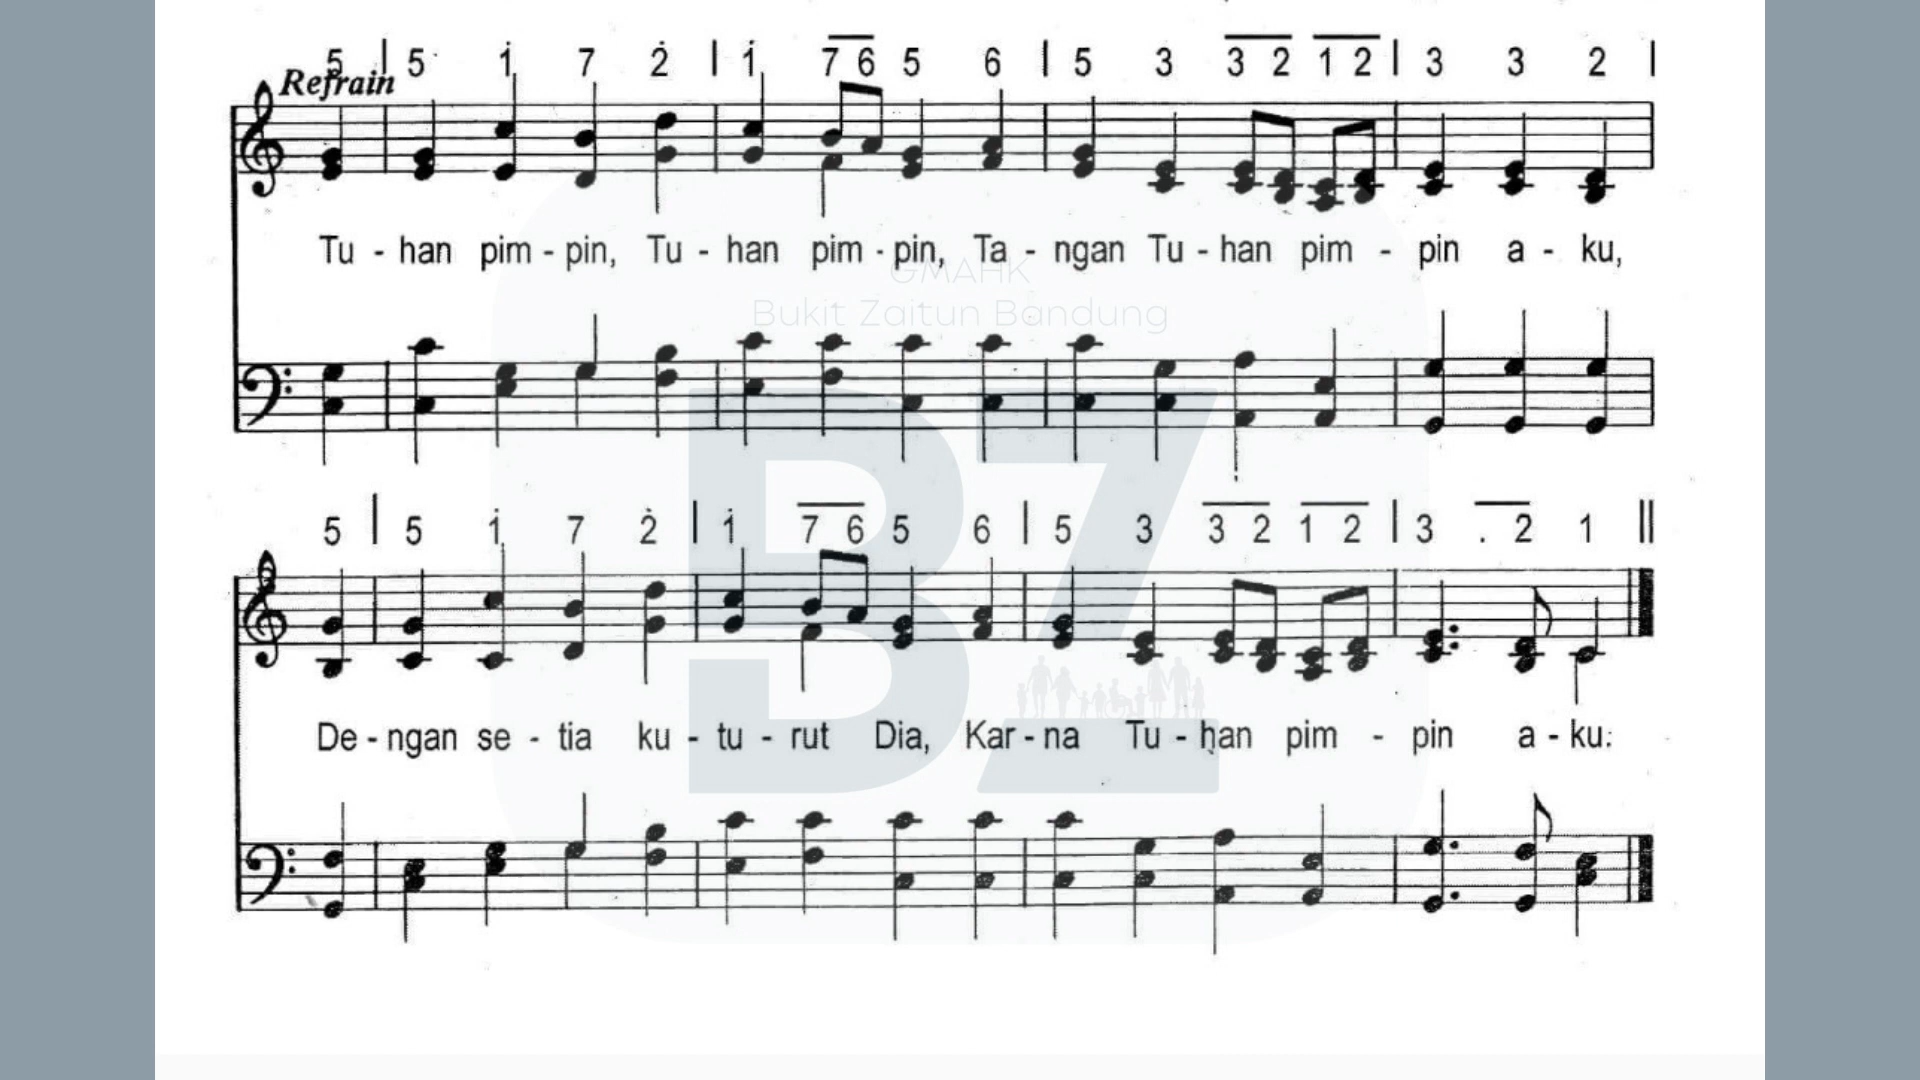 5 | 5 1̇ 7 2̇ | 1̇ 7 6 5 6 | 5 3 3 2 1 2 | 3 3 2 |
Refrain
Tu - han pim - pin, Tu - han pim - pin, Ta - ngan Tu - han pim - pin a - ku,
GMAHK
Bukit Zaitun Bandung
BZ
5 | 5 1̇ 7 2̇ | 1̇ 7 6 5 6 | 5 3 3 2 1 2 | 3 . 2 1 ||
De - ngan se - tia ku - tu - rut Dia, Kar - na Tu - han pim - pin a - ku.